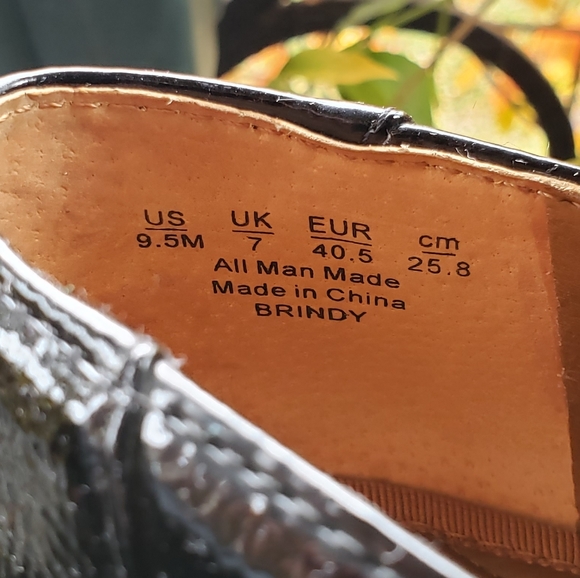 US UK EUR cm
9.5M 7 40.5 25.8
All Man Made
Made in China
BRINDY